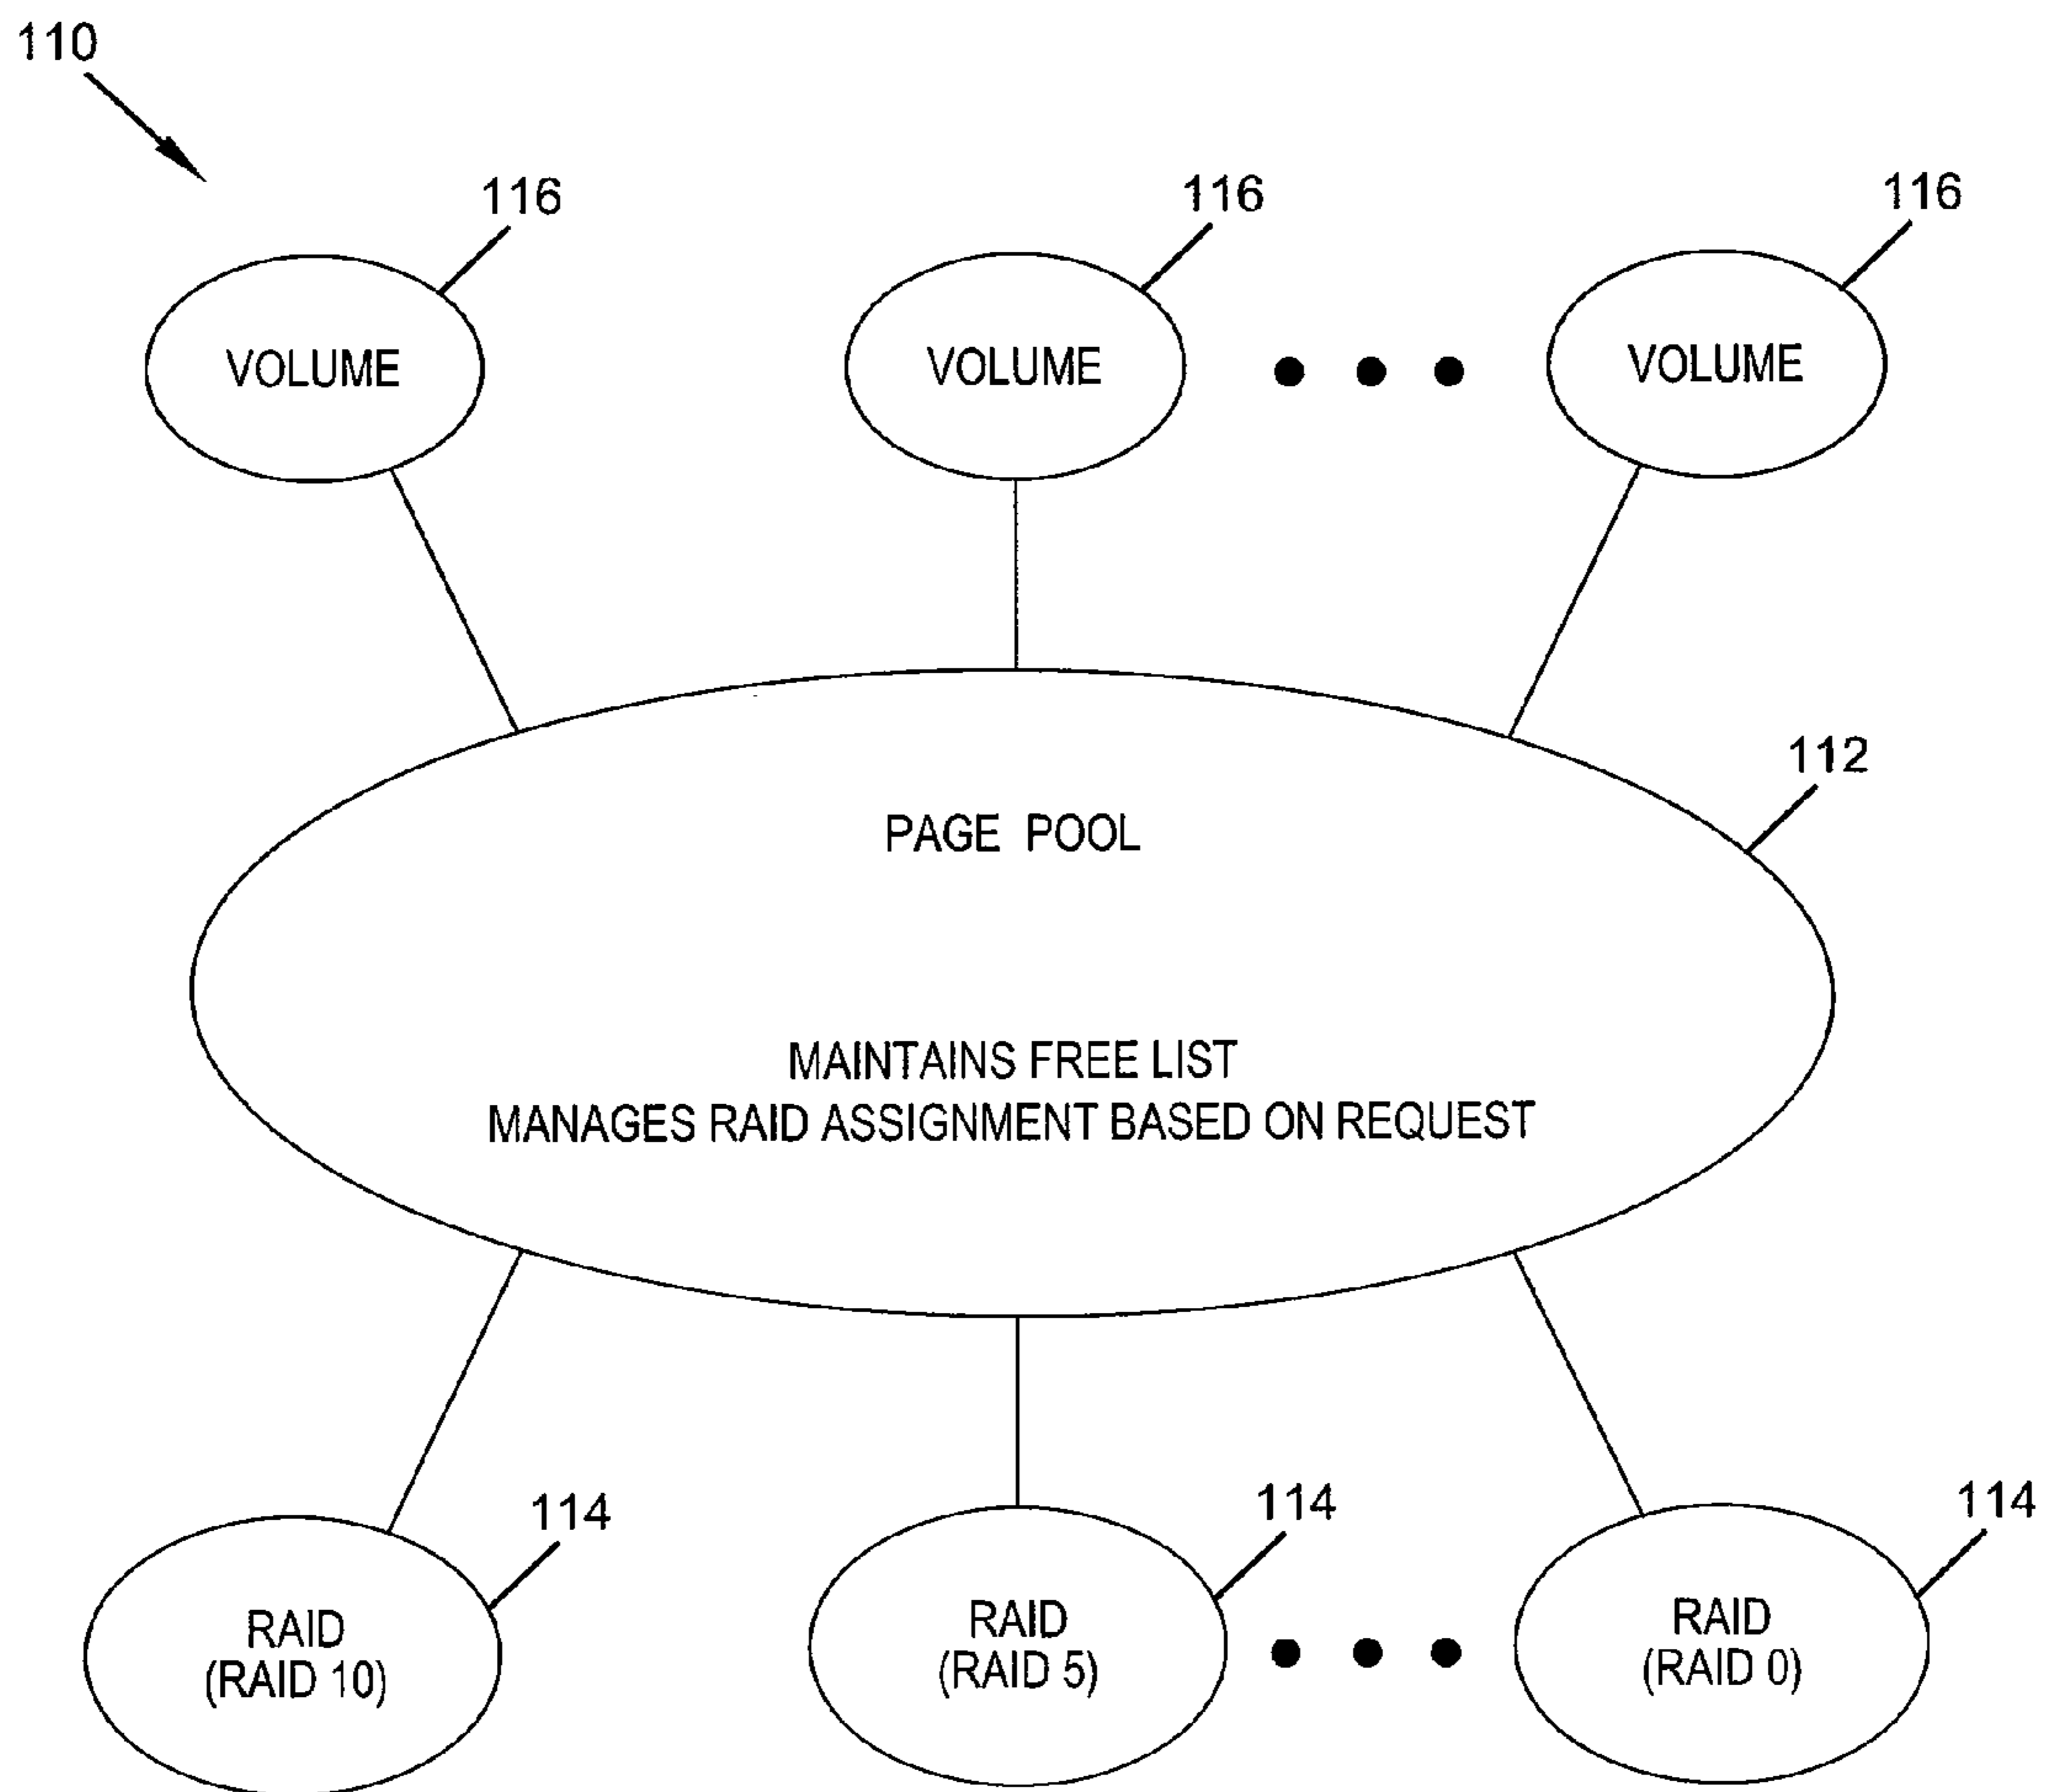 110
116
116
116
VOLUME
VOLUME
VOLUME
112
PAGE POOL
MAINTAINS FREE LIST
MANAGES RAID ASSIGNMENT BASED ON REQUEST
114
114
114
RAID
(RAID 10)
RAID
(RAID 5)
RAID
(RAID 0)